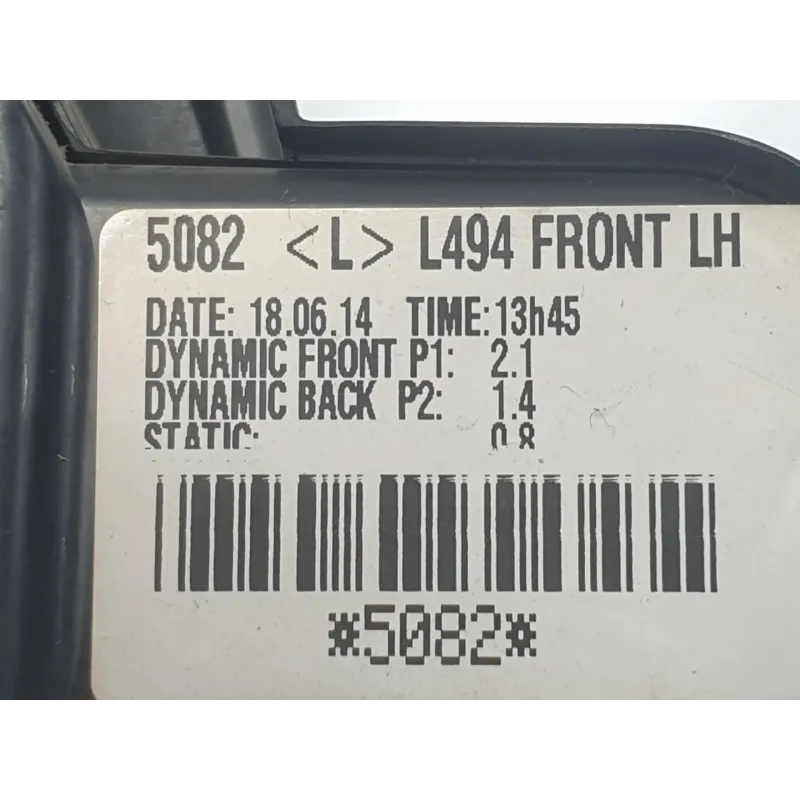 5082 <L> L494 FRONT LH
DATE: 18.06.14 TIME:13h45
DYNAMIC FRONT P1: 2.1
DYNAMIC BACK P2: 1.4
STATIC: 0.8
*5082*